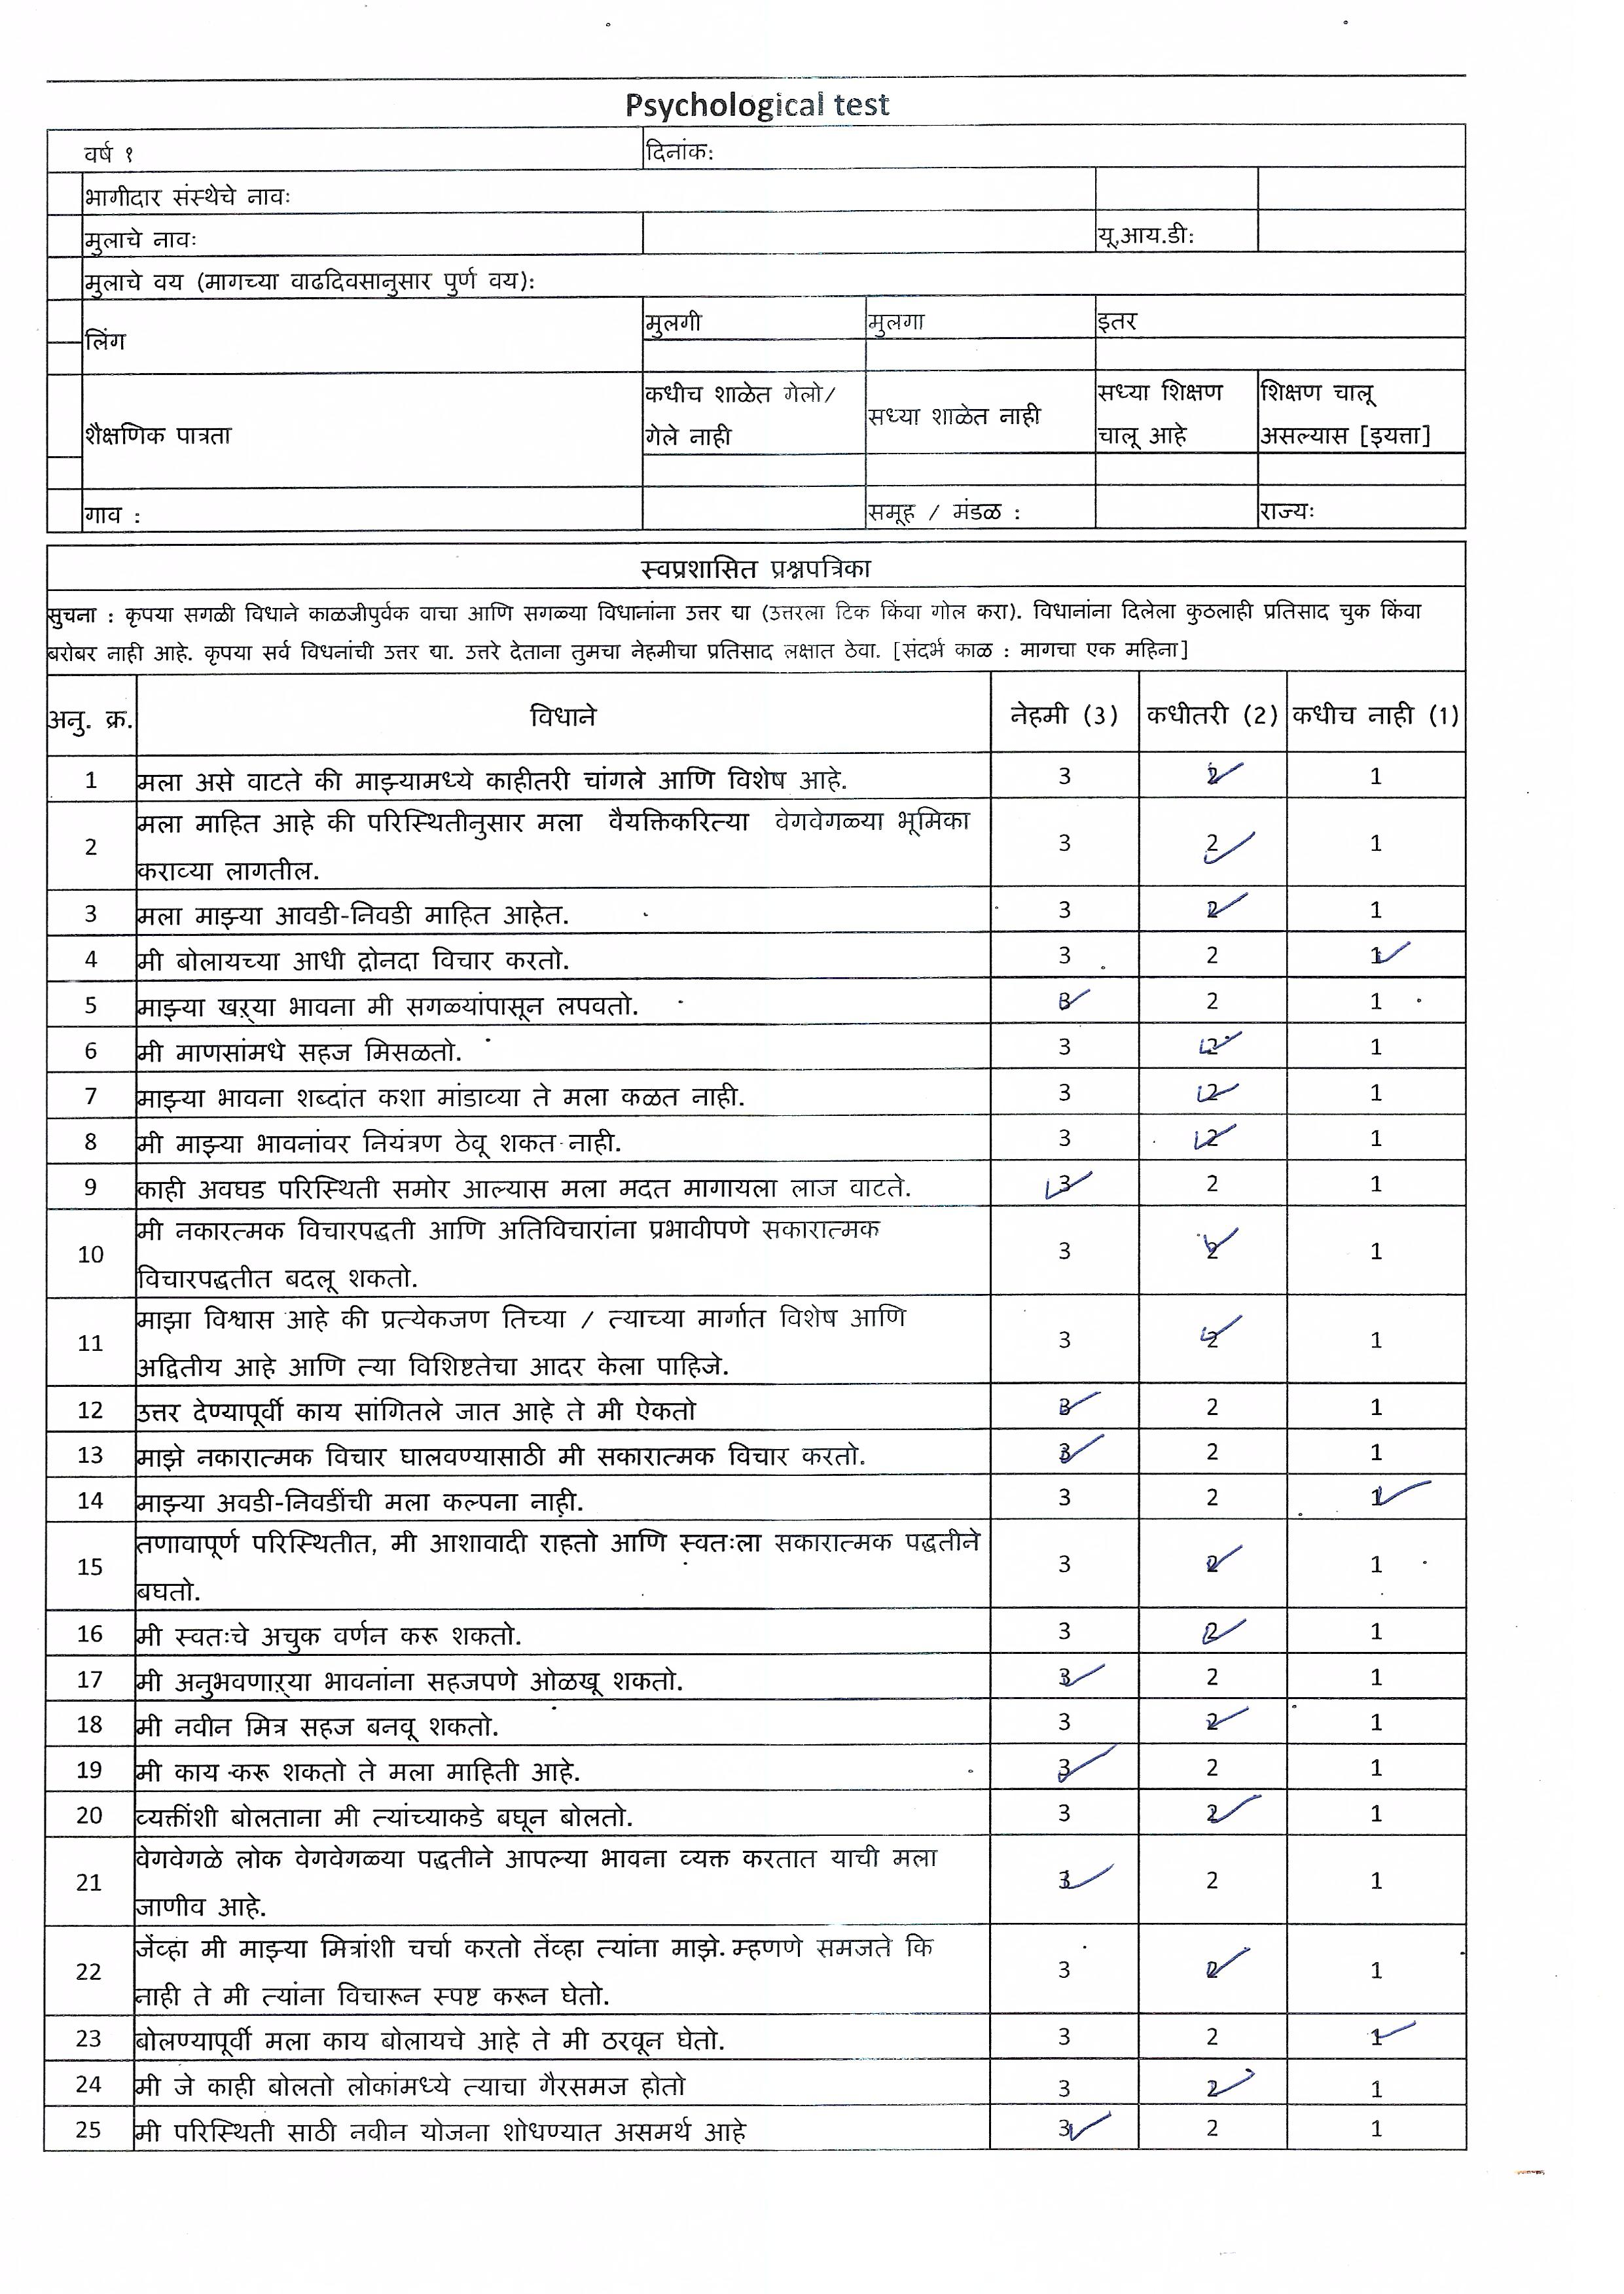 Psychological test
वर्ष १ दिनांक:
भागीदार संस्थेचे नावः
मुलाचे नावः यू.आय.डी:
मुलाचे वय (मागच्या वाढदिवसानुसार पुर्ण वय):
लिंग मुलगी मुलगा इतर
शैक्षणिक पात्रता कधीच शाळेत गेलो/ गेले नाही सध्या शाळेत नाही सध्या शिक्षण चालू आहे शिक्षण चालू असल्यास [इयत्ता]
गाव : समूह / मंडळ : राज्यः
स्वप्रशासित प्रश्नपत्रिका
सुचना : कृपया सगळी विधाने काळजीपुर्वक वाचा आणि सगळ्या विधानांना उत्तर द्या (उत्तरला टिक किंवा गोल करा). विधानांना दिलेला कुठलाही प्रतिसाद चुक किंवा
बरोबर नाही आहे. कृपया सर्व विधनांची उत्तर द्या. उत्तरे देताना तुमचा नेहमीचा प्रतिसाद लक्षात ठेवा. [संदर्भ काळ : मागचा एक महिना]
अनु. क्र. विधाने नेहमी (3) कधीतरी (2) कधीच नाही (1)
1 मला असे वाटते की माझ्यामध्ये काहीतरी चांगले आणि विशेष आहे. 3 2 1
2 मला माहित आहे की परिस्थितीनुसार मला वैयक्तिकरित्या वेगवेगळ्या भूमिका
कराव्या लागतील. 3 2 1
3 मला माझ्या आवडी-निवडी माहित आहेत. 3 2 1
4 मी बोलायच्या आधी दोनदा विचार करतो. 3 2 1
5 माझ्या खऱ्या भावना मी सगळ्यांपासून लपवतो. 3 2 1
6 मी माणसांमधे सहज मिसळतो. 3 2 1
7 माझ्या भावना शब्दांत कशा मांडाव्या ते मला कळत नाही. 3 2 1
8 मी माझ्या भावनांवर नियंत्रण ठेवू शकत नाही. 3 2 1
9 काही अवघड परिस्थिती समोर आल्यास मला मदत मागायला लाज वाटते. 3 2 1
10 मी नकारत्मक विचारपद्धती आणि अतिविचारांना प्रभावीपणे सकारात्मक
विचारपद्धतीत बदलू शकतो. 3 2 1
11 माझा विश्वास आहे की प्रत्येकजण तिच्या / त्याच्या मार्गात विशेष आणि
अद्वितीय आहे आणि त्या विशिष्टतेचा आदर केला पाहिजे. 3 2 1
12 उत्तर देण्यापूर्वी काय सांगितले जात आहे ते मी ऐकतो 3 2 1
13 माझे नकारात्मक विचार घालवण्यासाठी मी सकारात्मक विचार करतो. 3 2 1
14 माझ्या अवडी-निवडींची मला कल्पना नाही. 3 2 1
15 तणावापूर्ण परिस्थितीत, मी आशावादी राहतो आणि स्वतःला सकारात्मक पद्धतीने
बघतो. 3 2 1
16 मी स्वतःचे अचुक वर्णन करू शकतो. 3 2 1
17 मी अनुभवणाऱ्या भावनांना सहजपणे ओळखू शकतो. 3 2 1
18 मी नवीन मित्र सहज बनवू शकतो. 3 2 1
19 मी काय करू शकतो ते मला माहिती आहे. 3 2 1
20 व्यक्तींशी बोलताना मी त्यांच्याकडे बघून बोलतो. 3 2 1
21 वेगवेगळे लोक वेगवेगळ्या पद्धतीने आपल्या भावना व्यक्त करतात याची मला
जाणीव आहे. 3 2 1
22 जेंव्हा मी माझ्या मित्रांशी चर्चा करतो तेंव्हा त्यांना माझे म्हणणे समजते कि
नाही ते मी त्यांना विचारून स्पष्ट करून घेतो. 3 2 1
23 बोलण्यापूर्वी मला काय बोलायचे आहे ते मी ठरवून घेतो. 3 2 1
24 मी जे काही बोलतो लोकांमध्ये त्याचा गैरसमज होतो 3 2 1
25 मी परिस्थिती साठी नवीन योजना शोधण्यात असमर्थ आहे 3 2 1